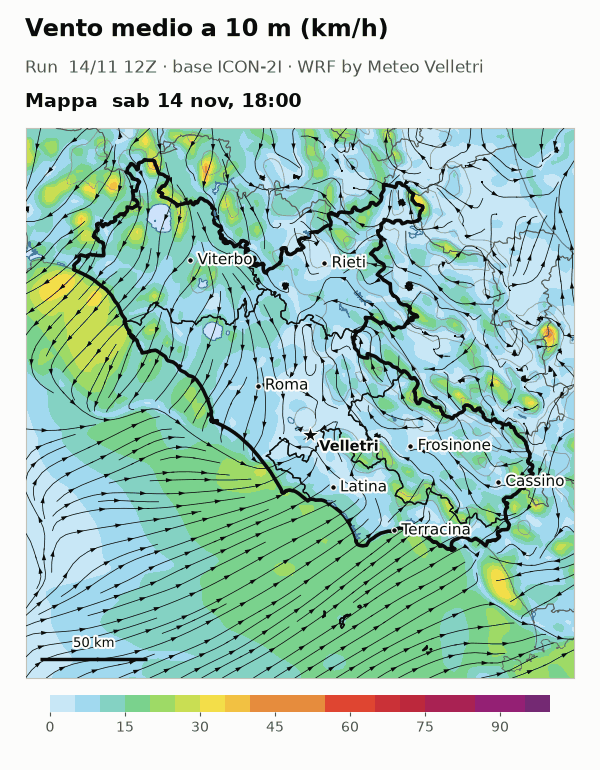 Vento medio a 10 m (km/h)
Run 14/11 12Z · base ICON-2I · WRF by Meteo Velletri
Mappa sab 14 nov, 18:00
Viterbo
Rieti
Roma
Velletri
Frosinone
Cassino
Latina
Terracina
50 km
0 15 30 45 60 75 90